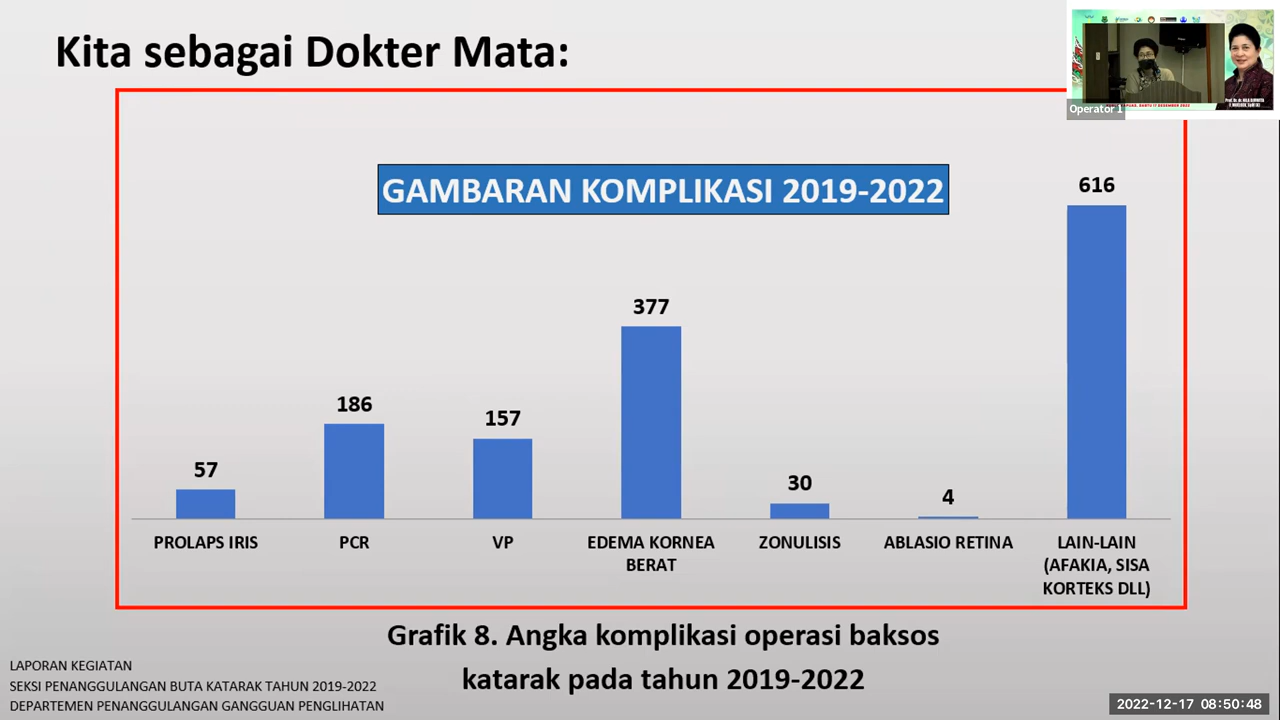 Kita sebagai Dokter Mata:
Operator 1
GAMBARAN KOMPLIKASI 2019-2022
616
377
186
157
57
30
4
PROLAPS IRIS
PCR
VP
EDEMA KORNEA
BERAT
ZONULISIS
ABLASIO RETINA
LAIN-LAIN
(AFAKIA, SISA
KORTEKS DLL)
Grafik 8. Angka komplikasi operasi baksos
katarak pada tahun 2019-2022
LAPORAN KEGIATAN
SEKSI PENANGGULANGAN BUTA KATARAK TAHUN 2019-2022
DEPARTEMEN PENANGGULANGAN GANGGUAN PENGLIHATAN
2022-12-17 08:50:48